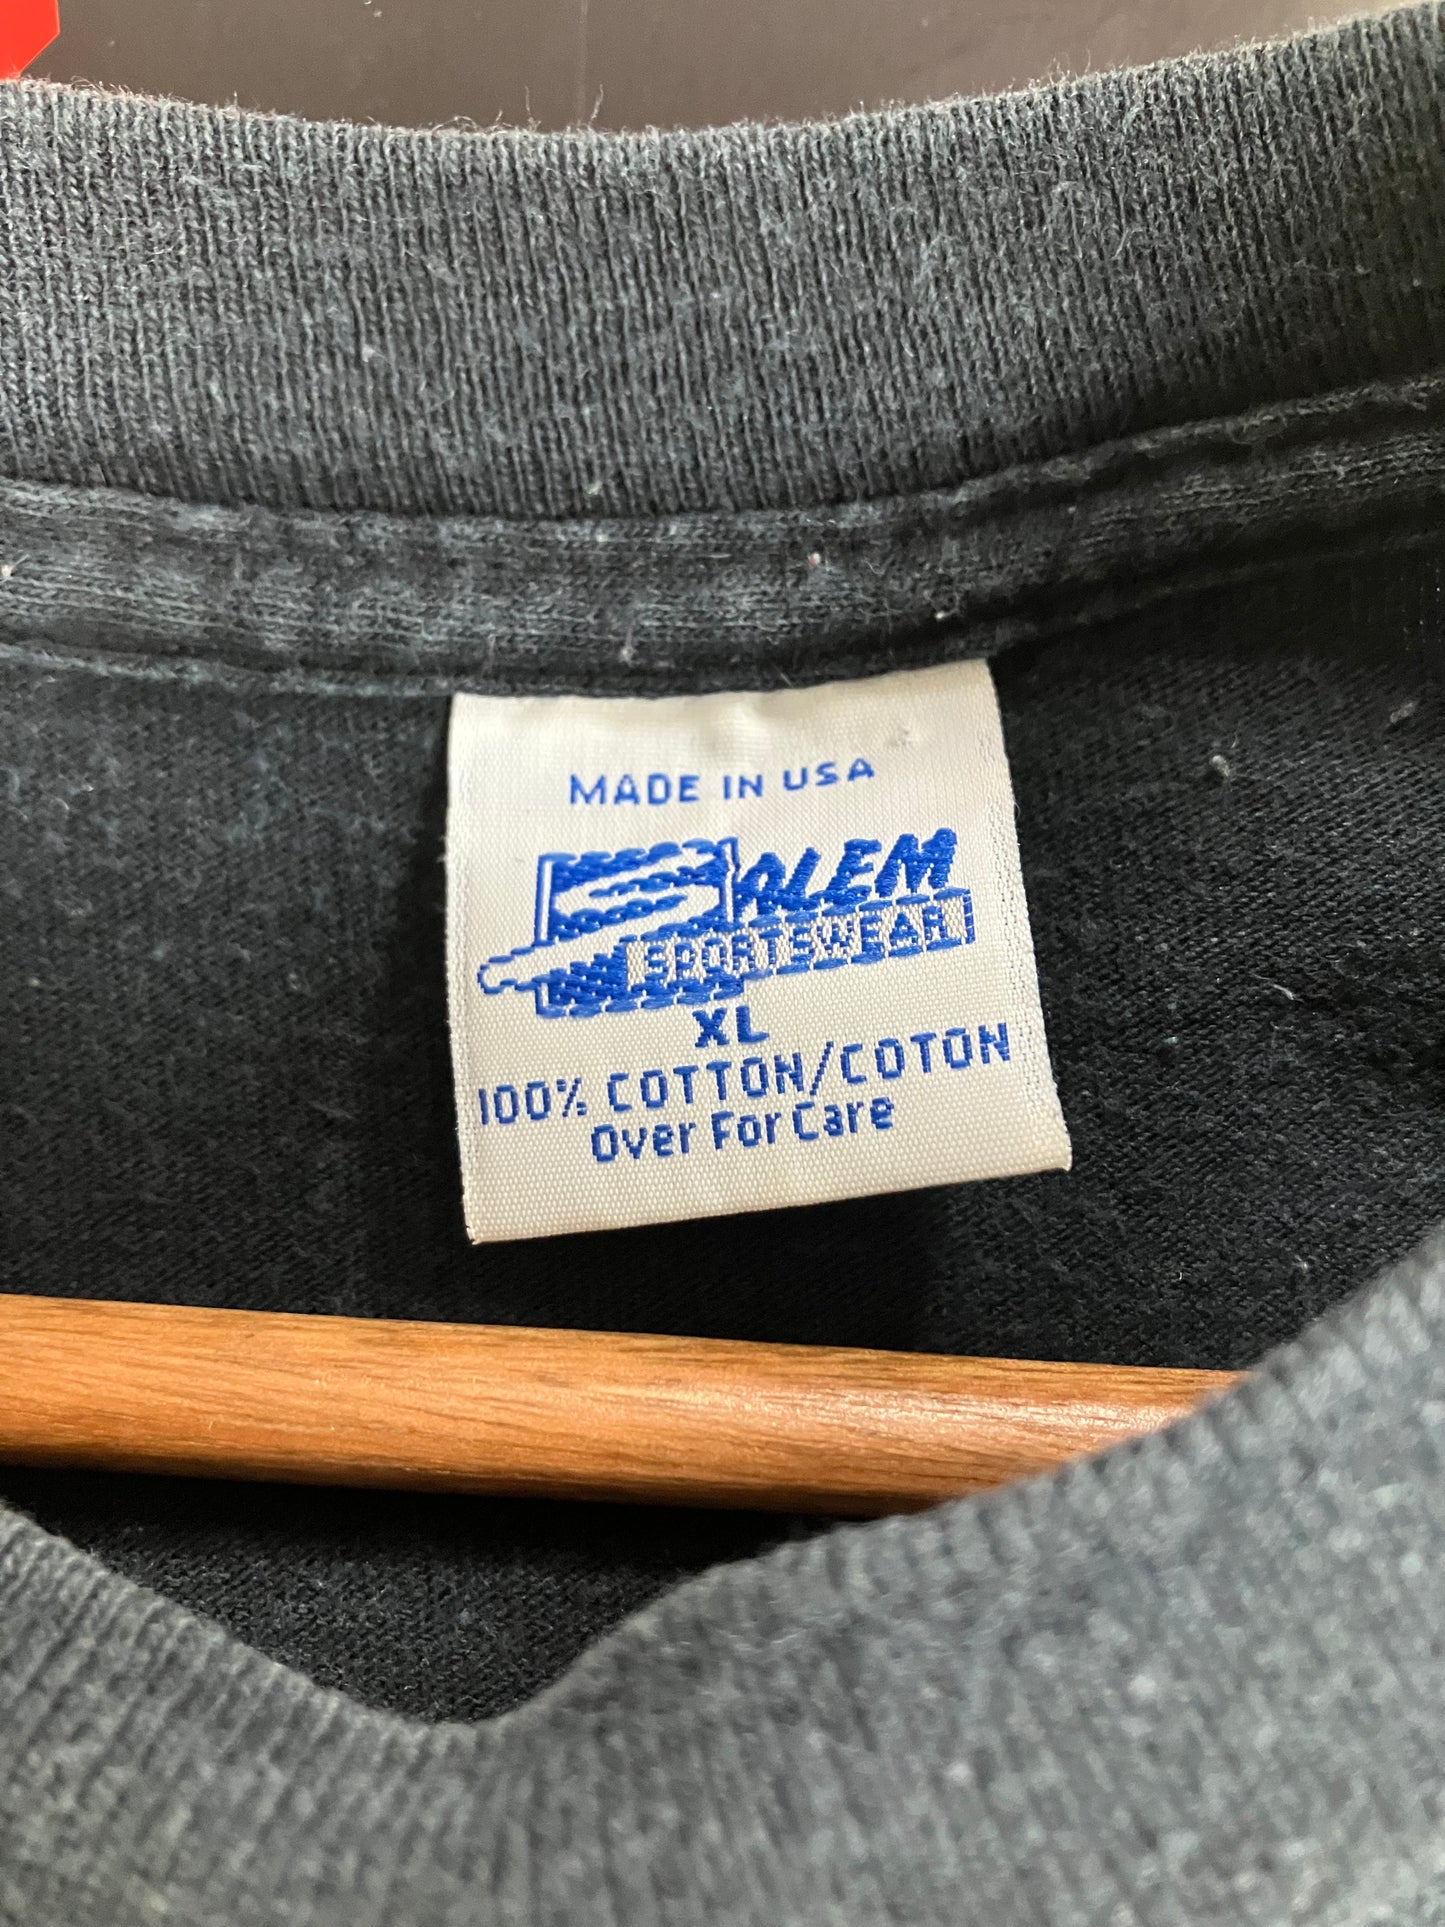 MADE IN USA
SALEM
SPORTSWEAR
XL
100% COTTON/COTON
Over For Care